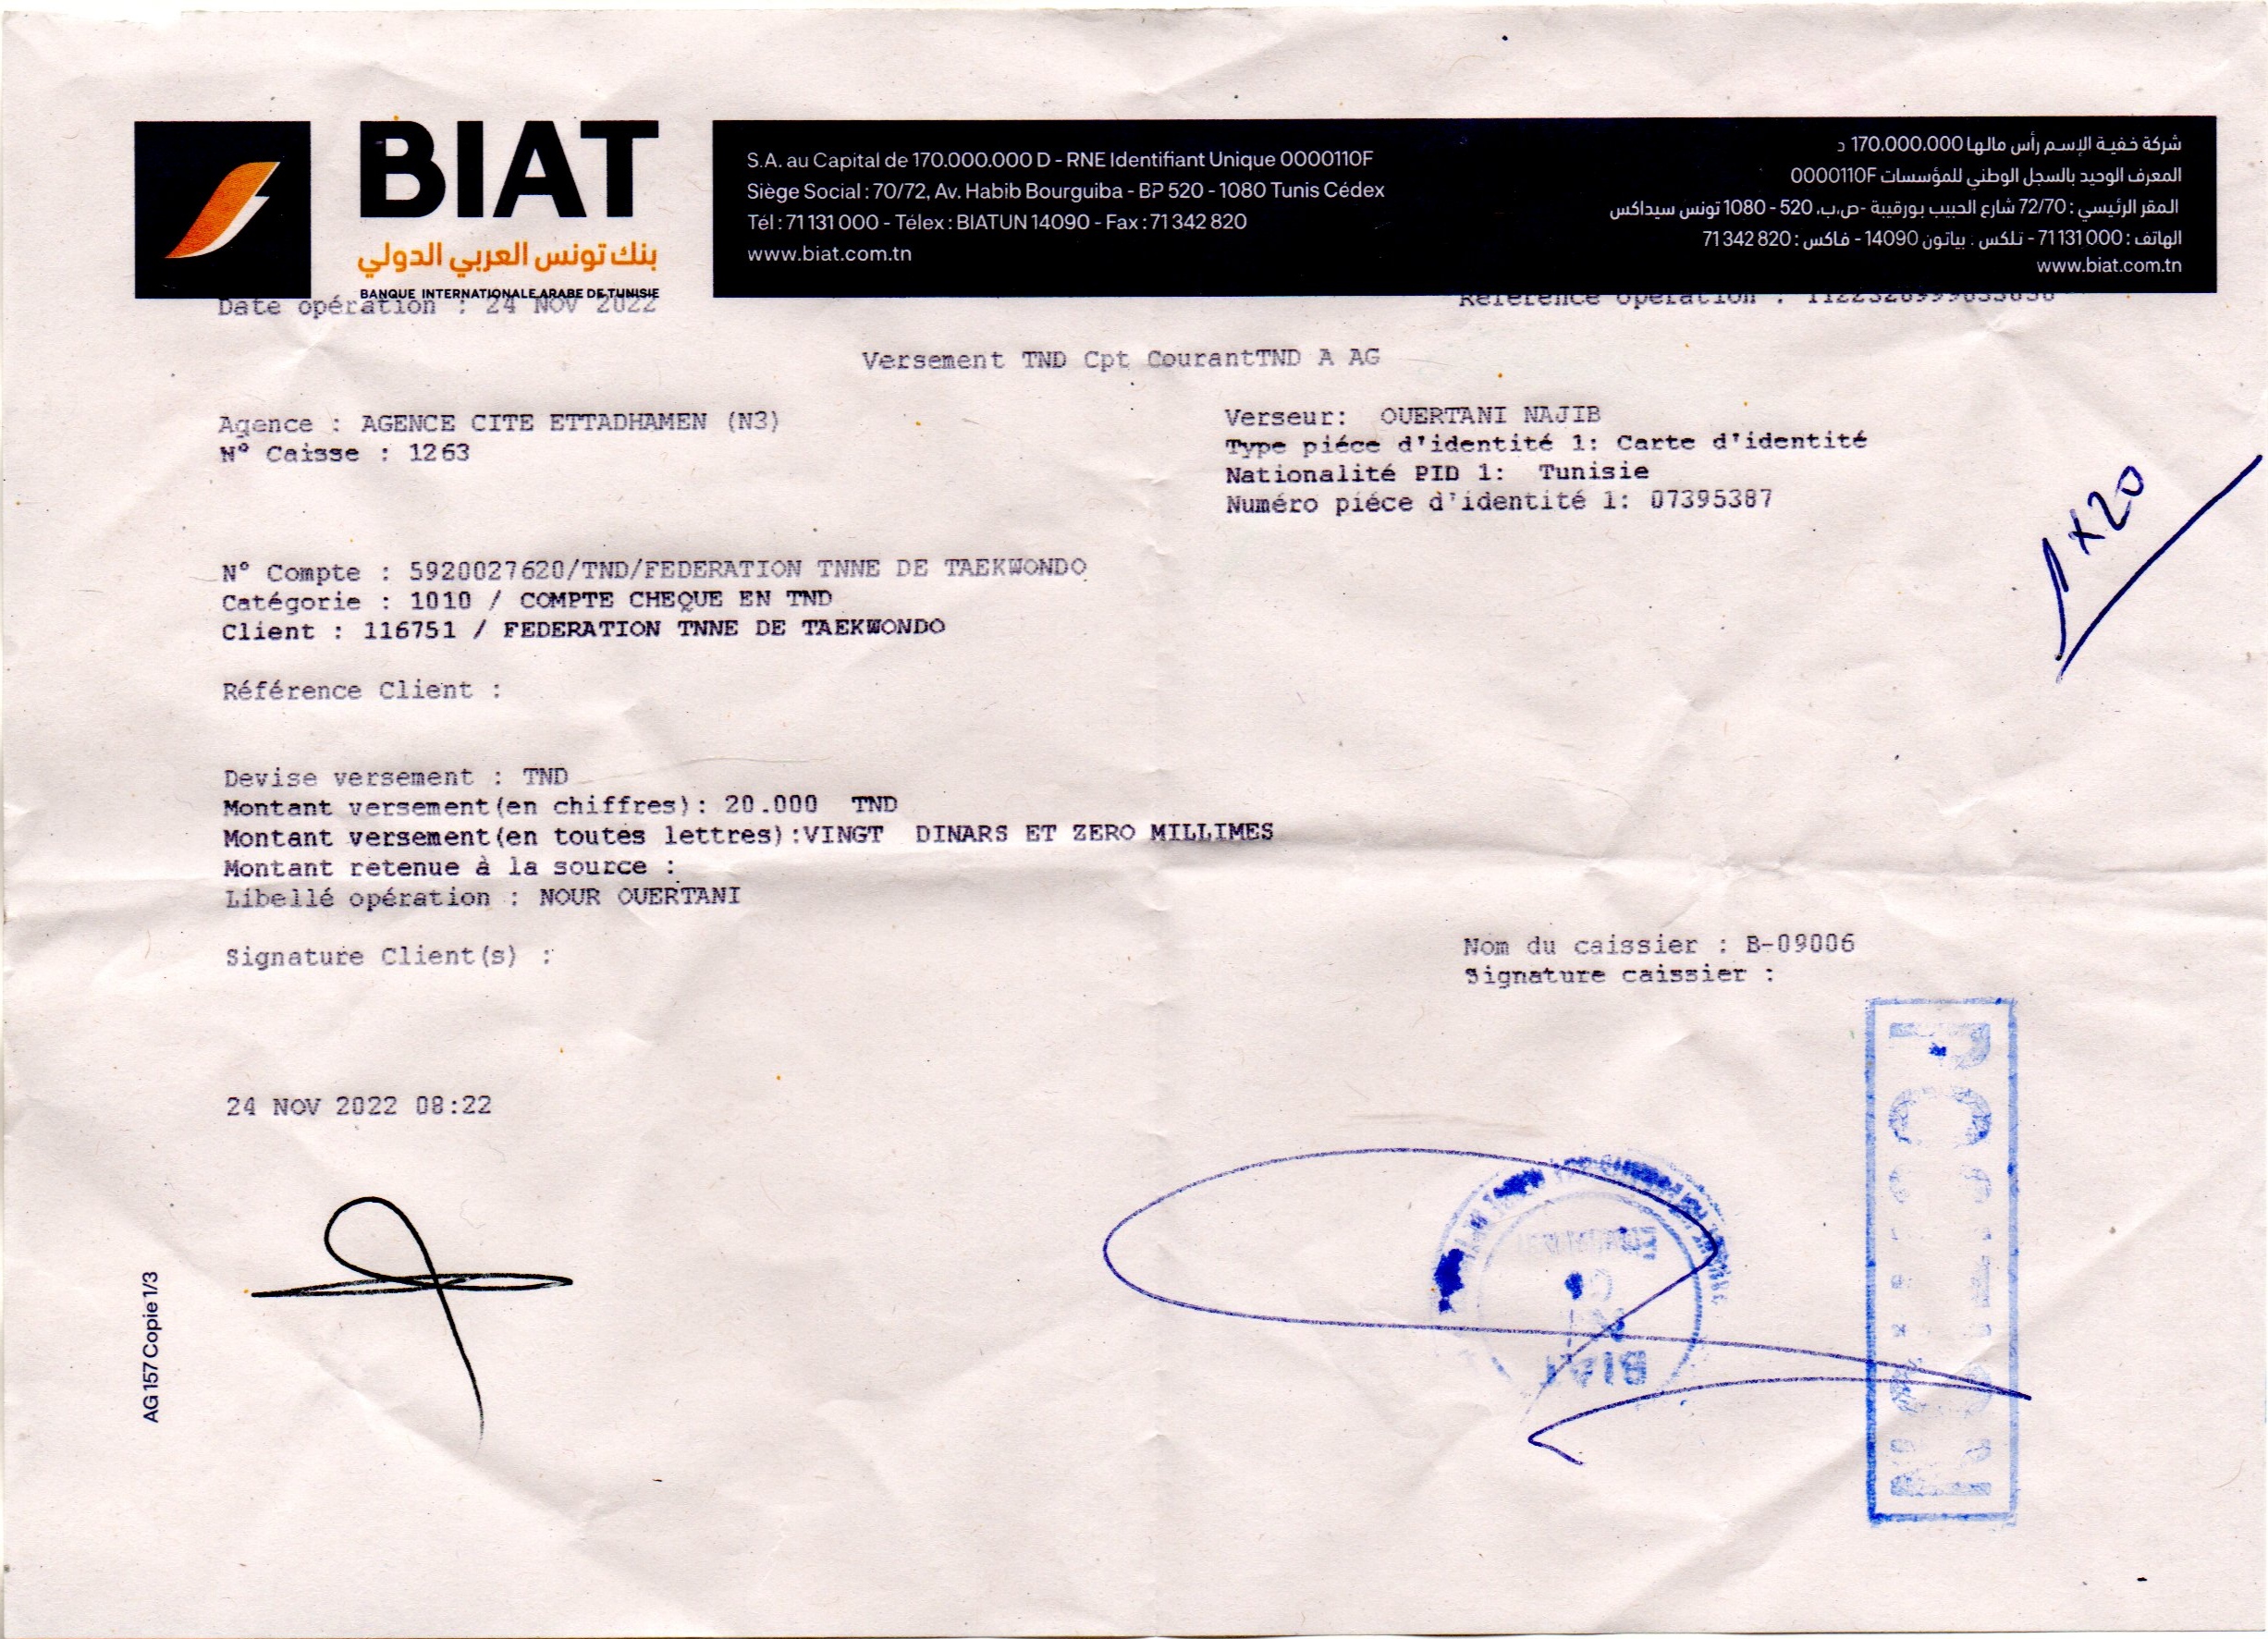 BIAT
بنك تونس العربي الدولي
BANQUE INTERNATIONALE ARABE DE TUNISIE
S.A. au Capital de 170.000.000 D - RNE Identifiant Unique 0000110F
Siège Social : 70/72, Av. Habib Bourguiba - BP 520 - 1080 Tunis Cédex
Tél : 71 131 000 - Télex : BIATUN 14090 - Fax : 71 342 820
www.biat.com.tn
شركة خفية الإسم رأس مالها 170.000.000 د
المعرف الوحيد بالسجل الوطني للمؤسسات 0000110F
المقر الرئيسي : 72/70 شارع الحبيب بورقيبة -ص،ب، 520 - 1080 تونس سيداكس
الهاتف : 71 131 000 - تلكس : بياتون 14090 - فاكس : 71 342 820
www.biat.com.tn
Date opération : 24 NOV 2022
Référence opération :
Versement TND Cpt CourantTND A AG
Agence : AGENCE CITE ETTADHAMEN (N3)
N° Caisse : 1263
Verseur: OUERTANI NAJIB
Type piéce d'identité 1: Carte d'identité
Nationalité PID 1: Tunisie
Numéro piéce d'identité 1: 07395387
1 x 20
N° Compte : 5920027620/TND/FEDERATION TNNE DE TAEKWONDO
Catégorie : 1010 / COMPTE CHEQUE EN TND
Client : 116751 / FEDERATION TNNE DE TAEKWONDO
Référence Client :
Devise versement : TND
Montant versement(en chiffres): 20.000 TND
Montant versement(en toutes lettres):VINGT DINARS ET ZERO MILLIMES
Montant retenue à la source :
Libellé opération : NOUR OUERTANI
Signature Client(s) :
Nom du caissier : B-09006
Signature caissier :
24 NOV 2022 08:22
BIAT
AG 157 Copie 1/3